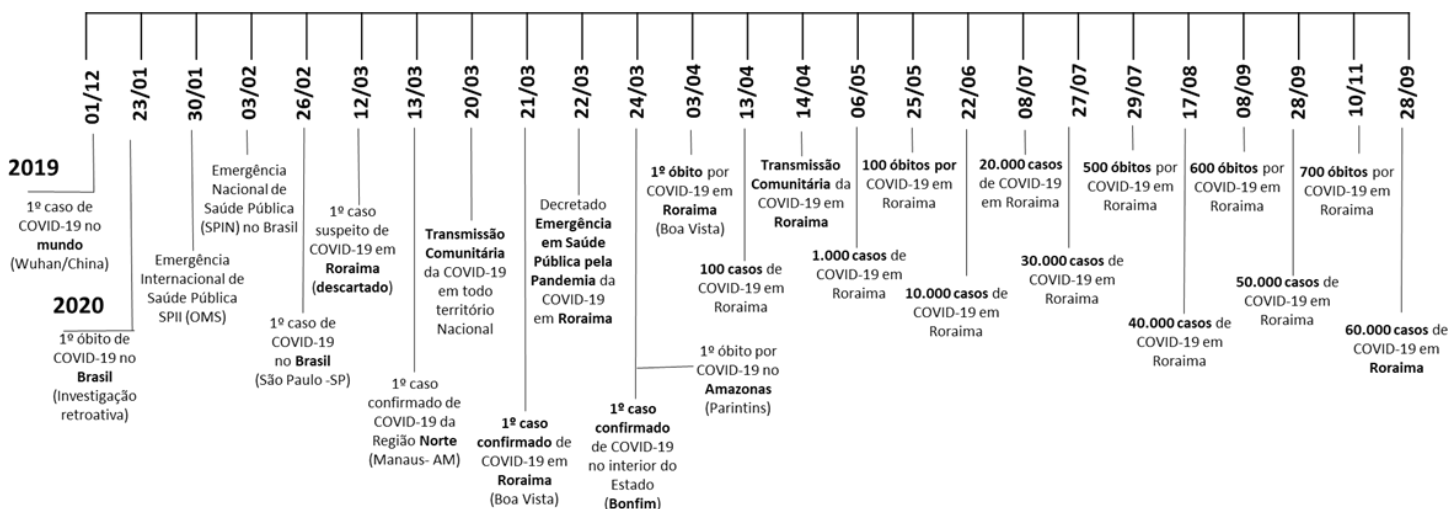 01/12
23/01
30/01
03/02
26/02
12/03
13/03
20/03
21/03
22/03
24/03
03/04
13/04
14/04
06/05
25/05
22/06
08/07
27/07
29/07
17/08
08/09
28/09
10/11
28/09
2019
1º caso de
COVID-19 no
mundo
(Wuhan/China)
2020
1º óbito de
COVID-19 no
Brasil
(Investigação
retroativa)
Emergência
Internacional de
Saúde Pública
SPII (OMS)
Emergência
Nacional de
Saúde Pública
(SPIN) no Brasil
1º caso de
COVID-19
no Brasil
(São Paulo -SP)
1º caso
suspeito de
COVID-19 em
Roraima
(descartado)
1º caso
confirmado de
COVID-19 da
Região Norte
(Manaus- AM)
Transmissão
Comunitária
da COVID-19
em todo
território
Nacional
1º caso
confirmado de
COVID-19 em
Roraima
(Boa Vista)
Decretado
Emergência
em Saúde
Pública pela
Pandemia da
COVID-19
em Roraima
1º caso
confirmado
de COVID-19
no interior do
Estado
(Bonfim)
1º óbito por
COVID-19 no
Amazonas
(Parintins)
1º óbito por
COVID-19 em
Roraima
(Boa Vista)
100 casos de
COVID-19 em
Roraima
Transmissão
Comunitária da
COVID-19 em
Roraima
1.000 casos de
COVID-19 em
Roraima
100 óbitos por
COVID-19 em
Roraima
10.000 casos de
COVID-19 em
Roraima
20.000 casos
de COVID-19
em Roraima
30.000 casos de
COVID-19 em
Roraima
500 óbitos por
COVID-19 em
Roraima
40.000 casos de
COVID-19 em
Roraima
600 óbitos por
COVID-19 em
Roraima
50.000 casos de
COVID-19 em
Roraima
700 óbitos por
COVID-19 em
Roraima
60.000 casos de
COVID-19 em
Roraima